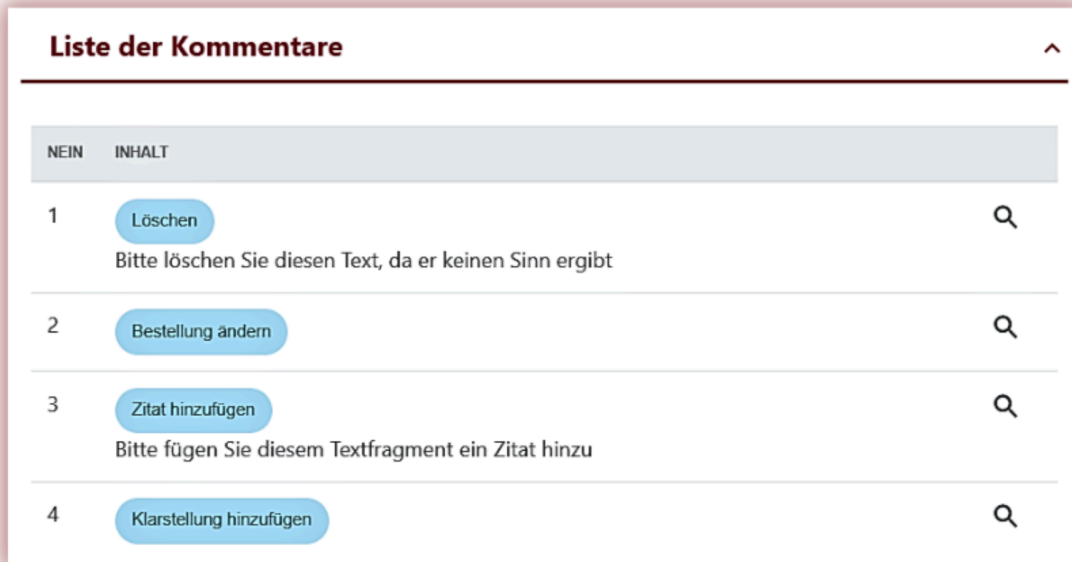 Liste der Kommentare
NEIN INHALT
1 Löschen
Bitte löschen Sie diesen Text, da er keinen Sinn ergibt
2 Bestellung ändern
3 Zitat hinzufügen
Bitte fügen Sie diesem Textfragment ein Zitat hinzu
4 Klarstellung hinzufügen